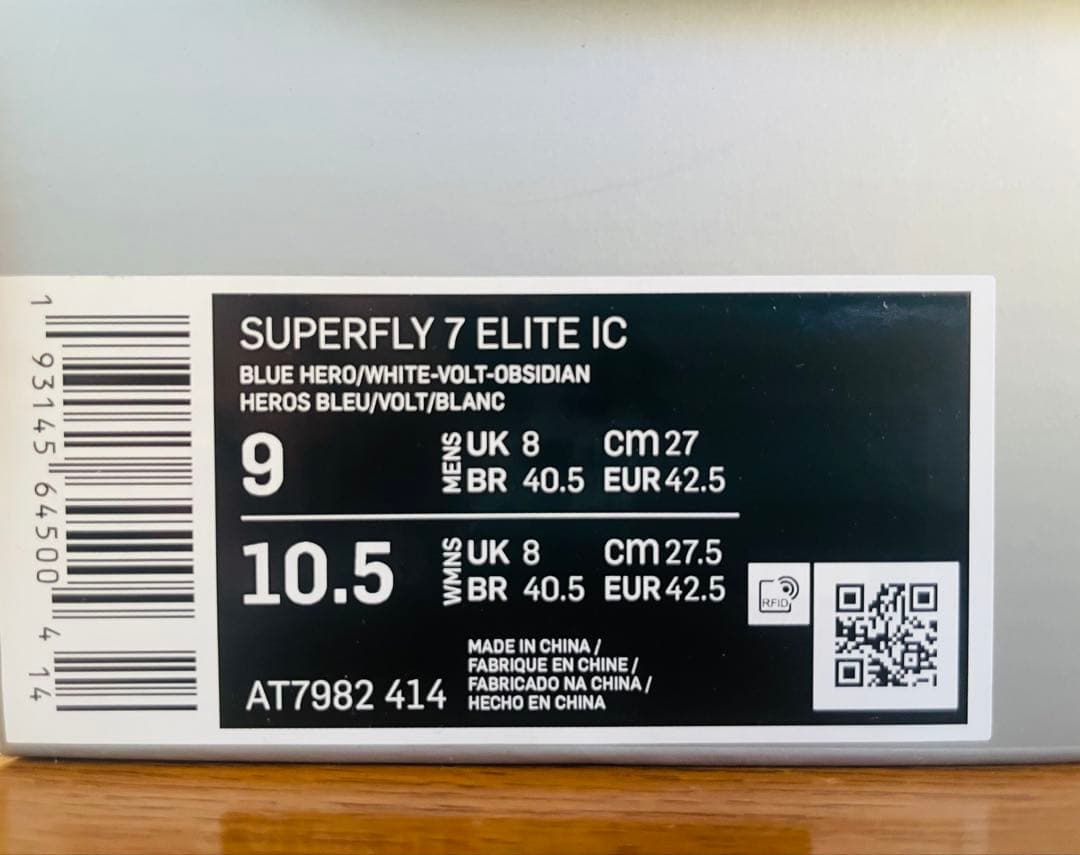 1 93145 64500 4 14
SUPERFLY 7 ELITE IC
BLUE HERO/WHITE-VOLT-OBSIDIAN
HEROS BLEU/VOLT/BLANC
9 MENS UK 8 CM 27
BR 40.5 EUR 42.5
10.5 WMNS UK 8 CM 27.5
BR 40.5 EUR 42.5
RFID
AT7982 414
MADE IN CHINA /
FABRIQUE EN CHINE /
FABRICADO NA CHINA /
HECHO EN CHINA